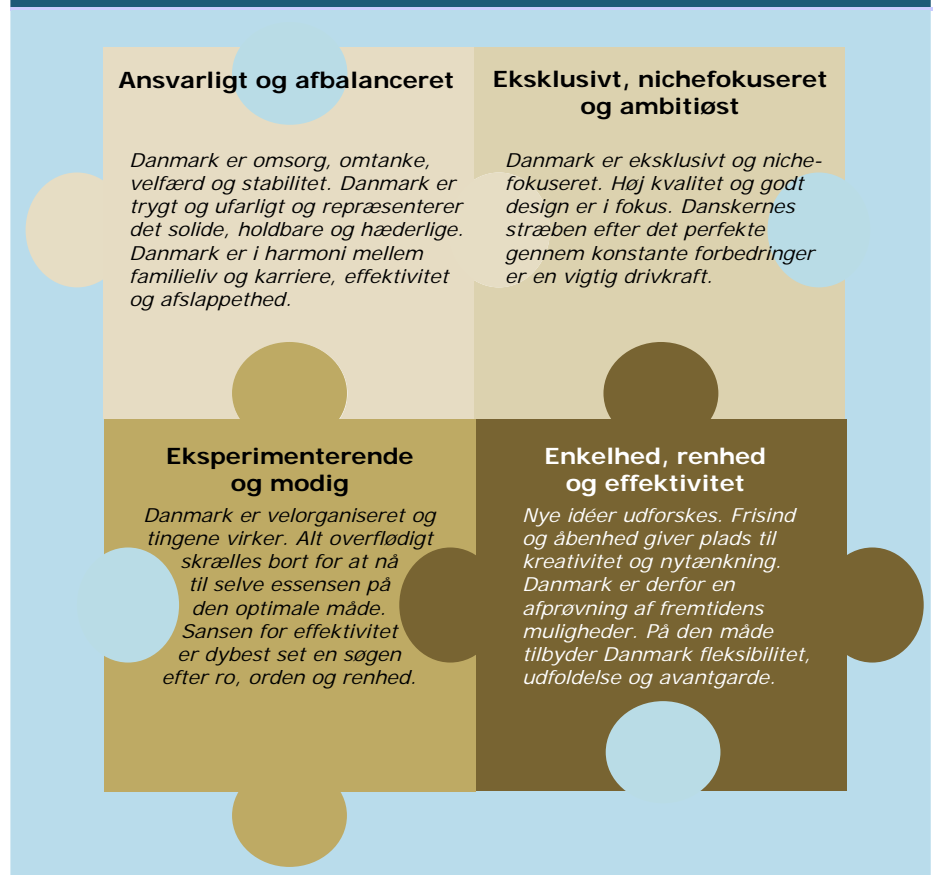 Ansvarligt og afbalanceret
Danmark er omsorg, omtanke,
velfærd og stabilitet. Danmark er
trygt og ufarligt og repræsenterer
det solide, holdbare og hæderlige.
Danmark er i harmoni mellem
familieliv og karriere, effektivitet
og afslappethed.
Eksklusivt, nichefokuseret
og ambitiøst
Danmark er eksklusivt og niche-
fokuseret. Høj kvalitet og godt
design er i fokus. Danskernes
stræben efter det perfekte
gennem konstante forbedringer
er en vigtig drivkraft.
Eksperimenterende
og modig
Danmark er velorganiseret og
tingene virker. Alt overflødigt
skrælles bort for at nå
til selve essensen på
den optimale måde.
Sansen for effektivitet
er dybest set en søgen
efter ro, orden og renhed.
Enkelhed, renhed
og effektivitet
Nye idéer udforskes. Frisind
og åbenhed giver plads til
kreativitet og nytænkning.
Danmark er derfor en
afprøvning af fremtidens
muligheder. På den måde
tilbyder Danmark fleksibilitet,
udfoldelse og avantgarde.